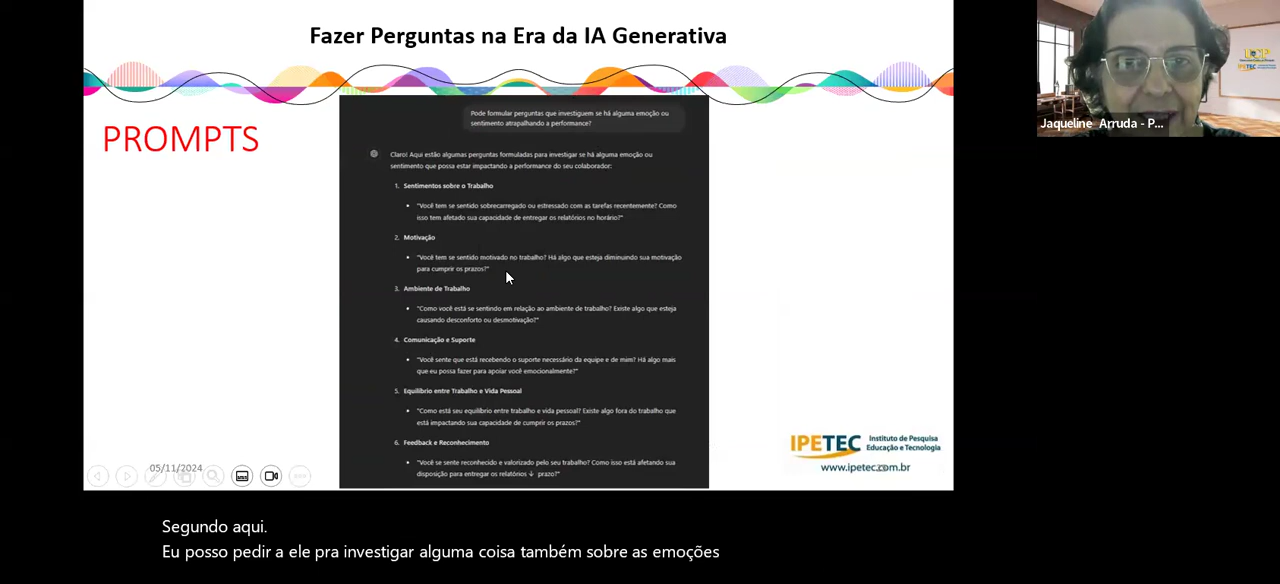 Fazer Perguntas na Era da IA Generativa
PROMPTS
Pode formular perguntas que investiguem se há alguma emoção ou
sentimento atrapalhando a performance?
Claro! Aqui estão algumas perguntas formuladas para investigar se há alguma emoção ou
sentimento que possa estar impactando a performance do seu colaborador:
1. Sentimentos sobre o Trabalho
• "Você tem se sentido sobrecarregado ou estressado com as tarefas recentemente? Como
isso tem afetado sua capacidade de entregar os relatórios no horário?"
2. Motivação
• "Você tem se sentido motivado no trabalho? Há algo que esteja diminuindo sua motivação
para cumprir os prazos?"
3. Ambiente de Trabalho
• "Como você está se sentindo em relação ao ambiente de trabalho? Existe algo que esteja
causando desconforto ou desmotivação?"
4. Comunicação e Suporte
• "Você sente que está recebendo o suporte necessário da equipe e de mim? Há algo mais
que eu possa fazer para apoiar você emocionalmente?"
5. Equilíbrio entre Trabalho e Vida Pessoal
• "Como está seu equilíbrio entre trabalho e vida pessoal? Existe algo fora do trabalho que
está impactando sua capacidade de cumprir os prazos?"
6. Feedback e Reconhecimento
• "Você se sente reconhecido e valorizado pelo seu trabalho? Como isso está afetando sua
disposição para entregar os relatórios ↓ prazo?"
05/11/2024
IPETEC Instituto de Pesquisa
Educação e Tecnologia
www.ipetec.com.br
Jaqueline Arruda - P...
UCP
IPETEC
Segundo aqui.
Eu posso pedir a ele pra investigar alguma coisa também sobre as emoções